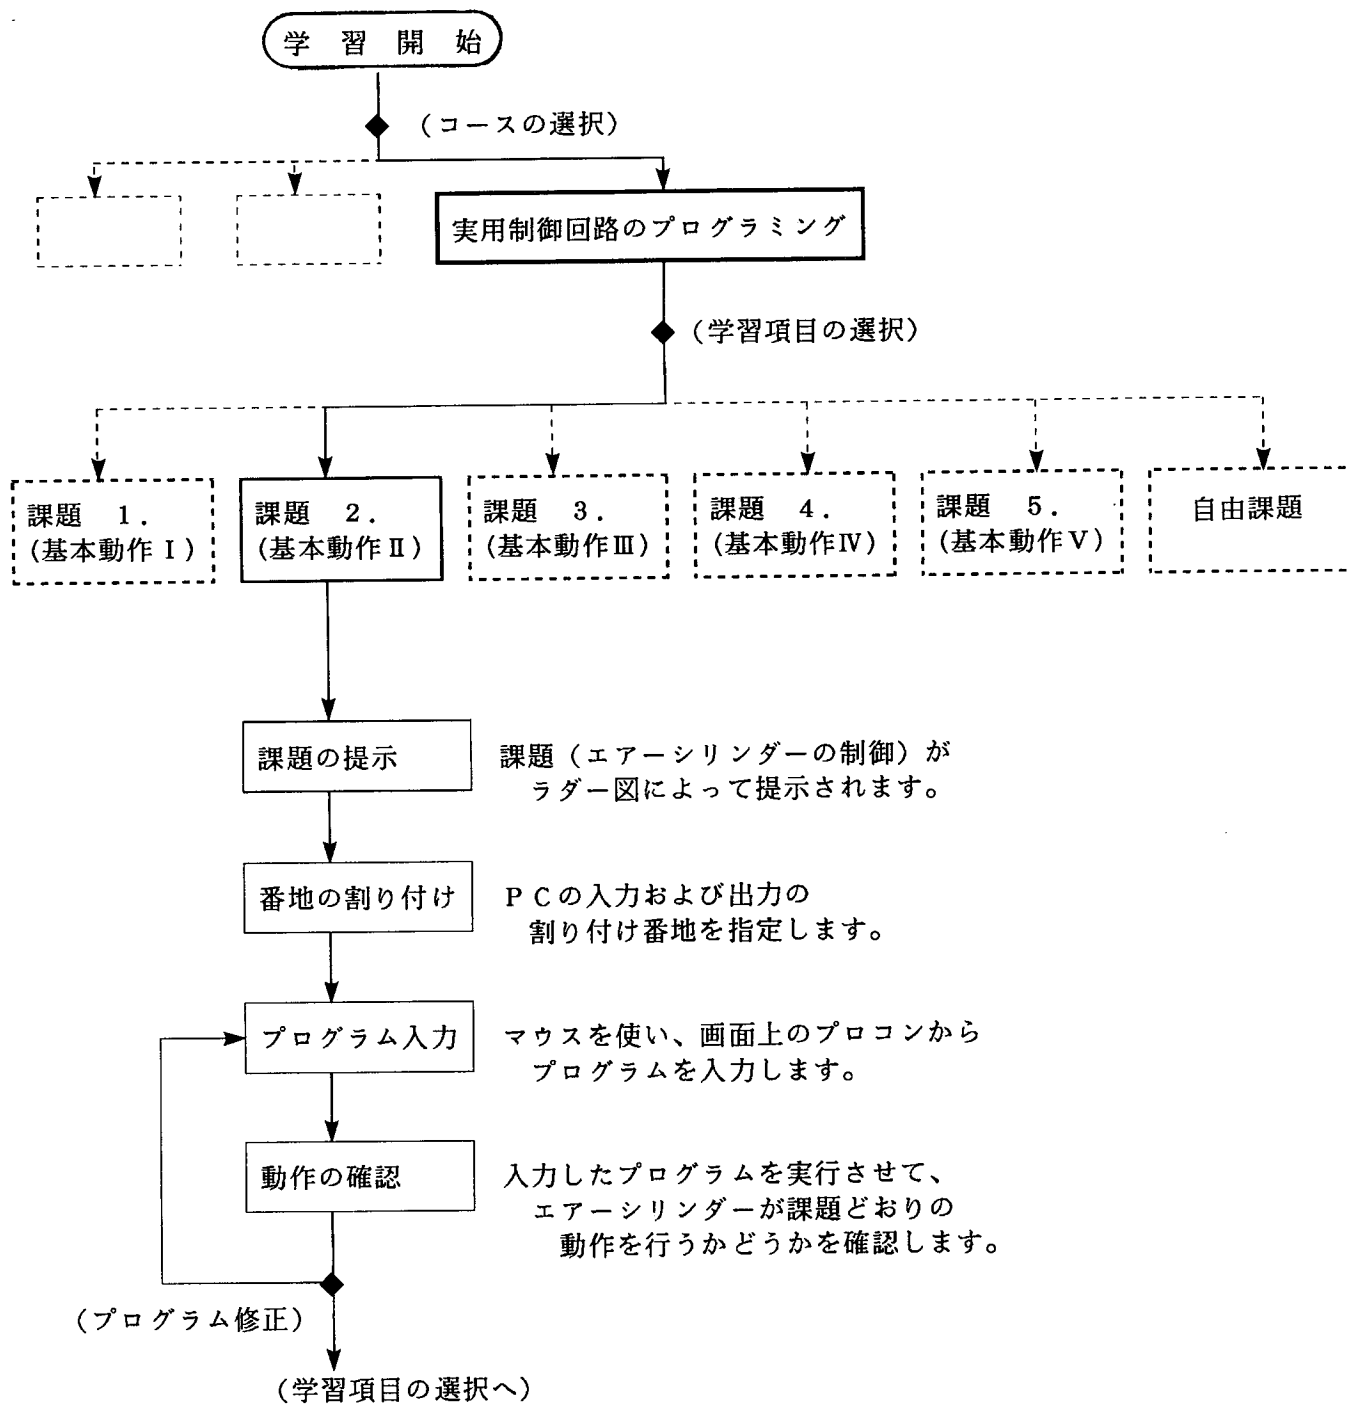 学 習 開 始
(コースの選択)
実用制御回路のプログラミング
(学習項目の選択)
課題 1.
(基本動作Ⅰ)
課題 2.
(基本動作Ⅱ)
課題 3.
(基本動作Ⅲ)
課題 4.
(基本動作Ⅳ)
課題 5.
(基本動作Ⅴ)
自由課題
課題の提示
課題(エアーシリンダーの制御)が
ラダー図によって提示されます。
番地の割り付け
PCの入力および出力の
割り付け番地を指定します。
プログラム入力
マウスを使い、画面上のプロコンから
プログラムを入力します。
動作の確認
入力したプログラムを実行させて、
エアーシリンダーが課題どおりの
動作を行うかどうかを確認します。
(プログラム修正)
(学習項目の選択へ)